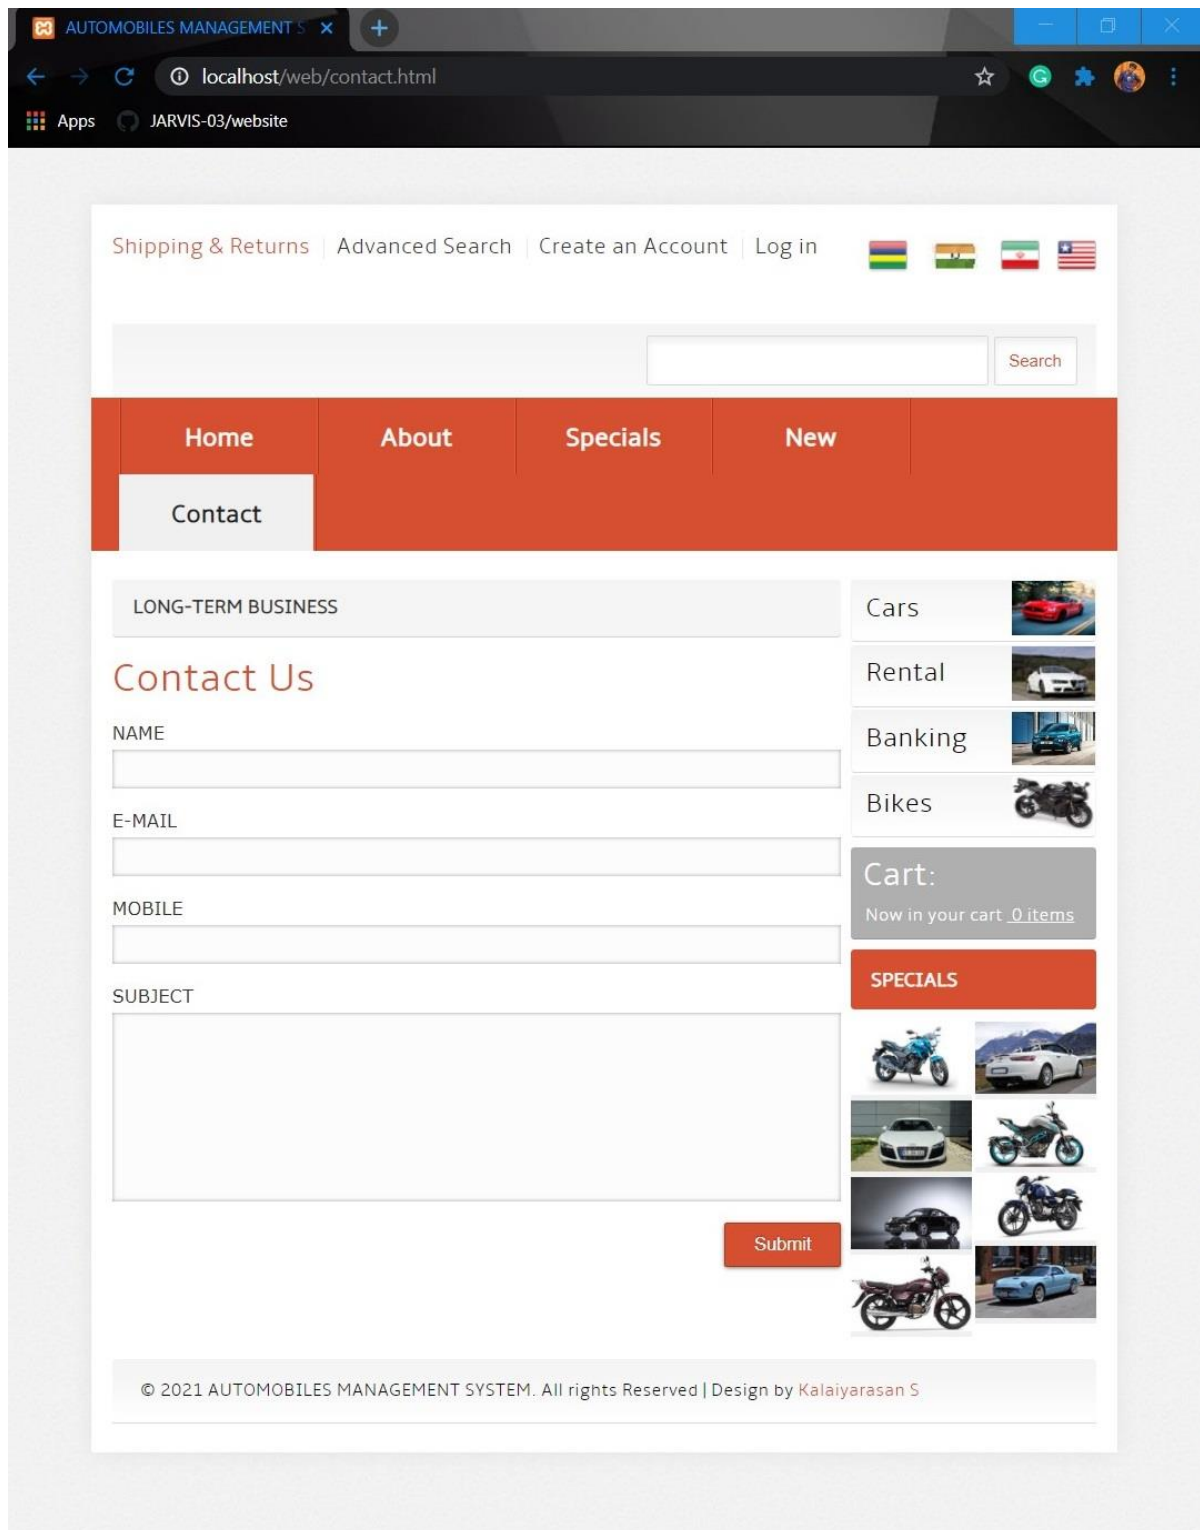 AUTOMOBILES MANAGEMENT S
localhost/web/contact.html
Apps JARVIS-03/website
Shipping & Returns Advanced Search Create an Account Log in
Search
Home About Specials New
Contact
LONG-TERM BUSINESS
Contact Us
NAME
E-MAIL
MOBILE
SUBJECT
Submit
Cars
Rental
Banking
Bikes
Cart:
Now in your cart 0 items
SPECIALS
© 2021 AUTOMOBILES MANAGEMENT SYSTEM. All rights Reserved | Design by Kalaiyarasan S